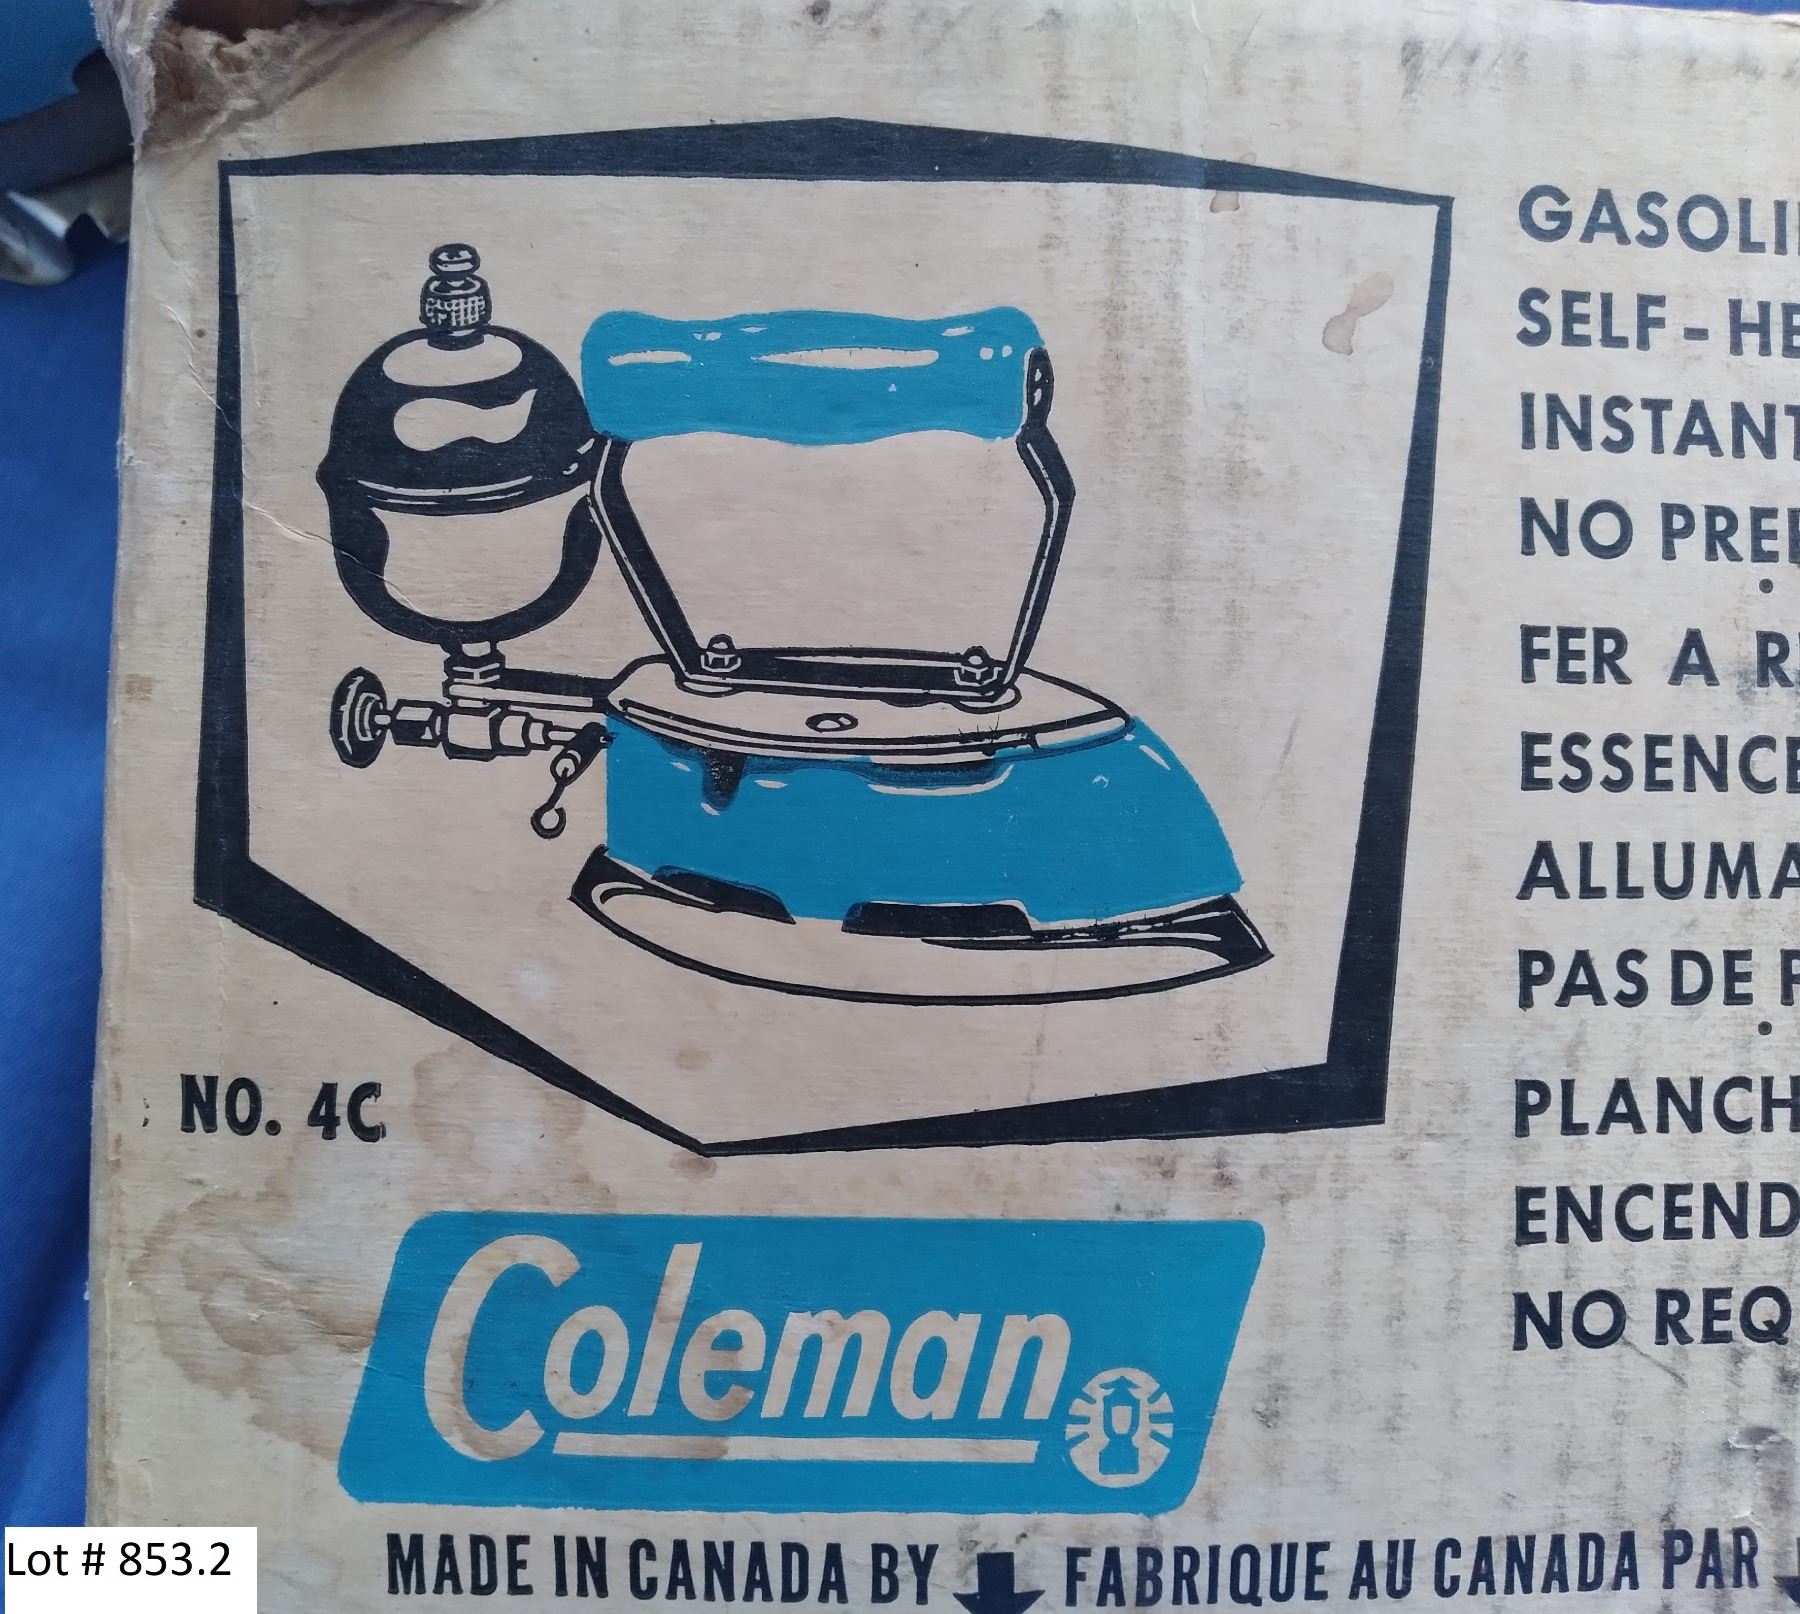 GASOLI
SELF-HE
INSTANT
NO PREH
FER A R
ESSENCE
ALLUMA
PAS DE P
PLANCH
ENCEND
NO REQ
NO. 4C
Coleman
MADE IN CANADA BY FABRIQUE AU CANADA PAR
Lot # 853.2